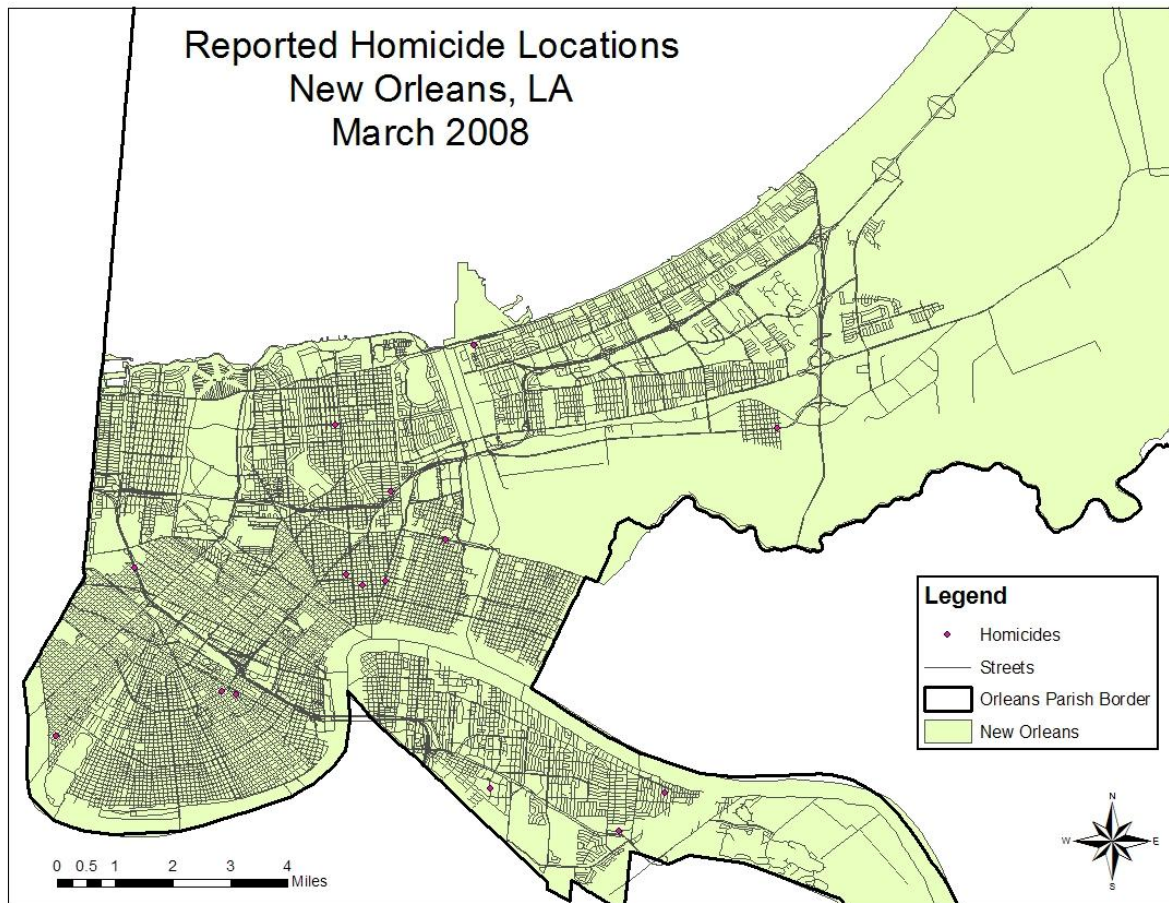 Reported Homicide Locations
New Orleans, LA
March 2008
Legend
Homicides
Streets
Orleans Parish Border
New Orleans
N
W E
S
0 0.5 1 2 3 4
Miles